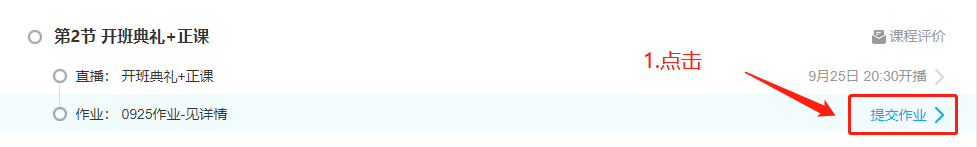 第2节 开班典礼+正课
课程评价
1.点击
直播： 开班典礼+正课
9月25日 20:30开播
作业： 0925作业-见详情
提交作业